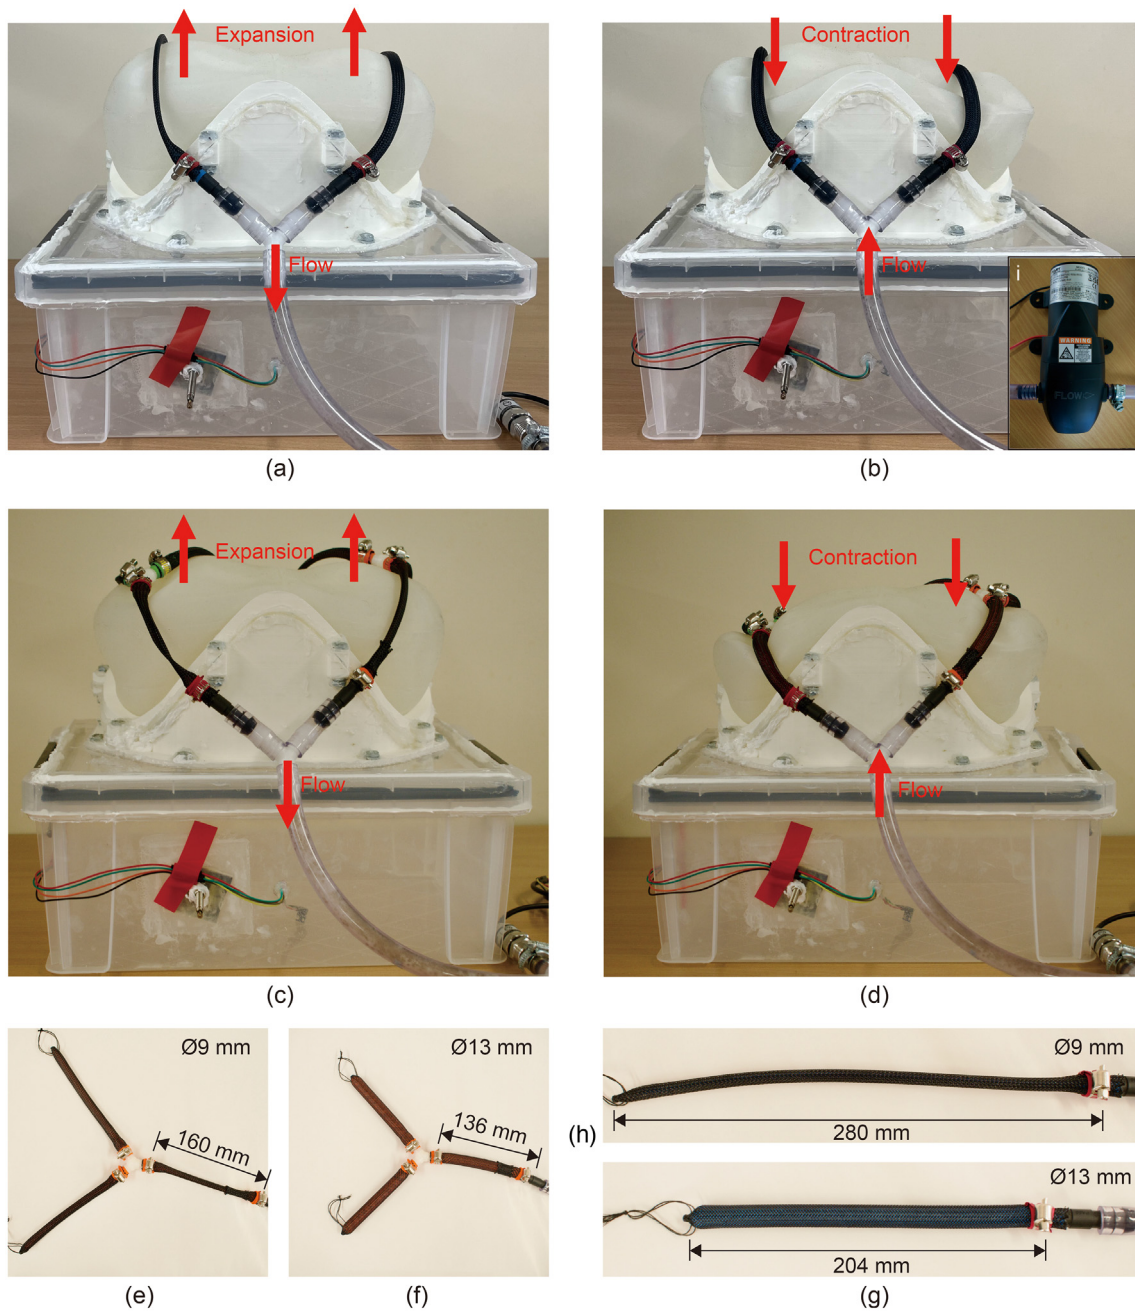 Expansion
Flow
(a)
Contraction
Flow
i
WARNING
FLOW
(b)
Expansion
Flow
(c)
Contraction
Flow
(d)
Ø9 mm
160 mm
(e)
Ø13 mm
136 mm
(f)
Ø9 mm
280 mm
(h)
Ø13 mm
204 mm
(g)